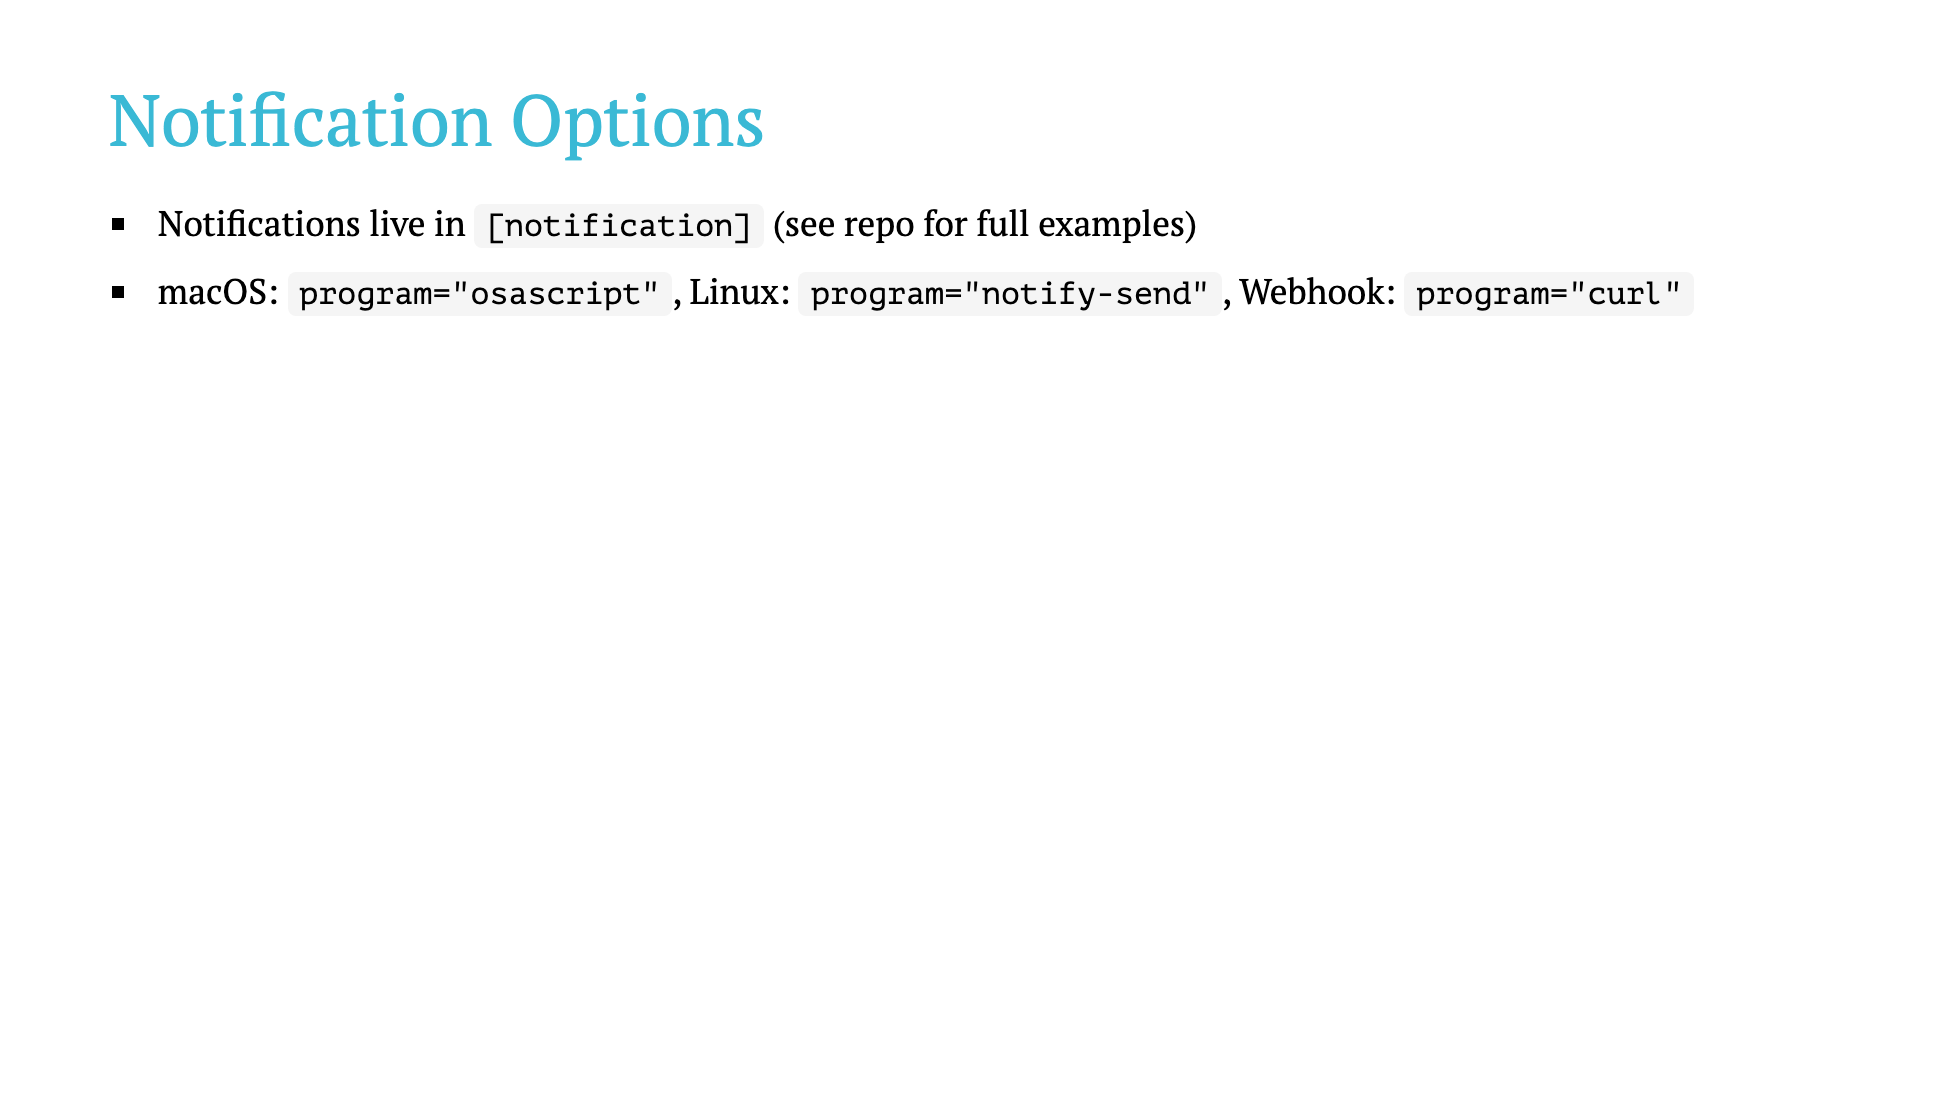 Notification Options
▪ Notifications live in [notification] (see repo for full examples)
▪ macOS: program="osascript" , Linux: program="notify-send" , Webhook: program="curl"